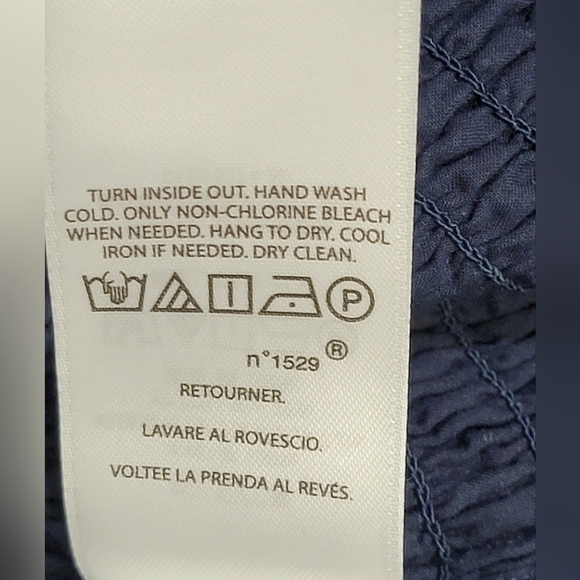 TURN INSIDE OUT. HAND WASH
COLD. ONLY NON-CHLORINE BLEACH
WHEN NEEDED. HANG TO DRY. COOL
IRON IF NEEDED. DRY CLEAN.
P
n°1529 ®
RETOURNER.
LAVARE AL ROVESCIO.
VOLTEE LA PRENDA AL REVÉS.